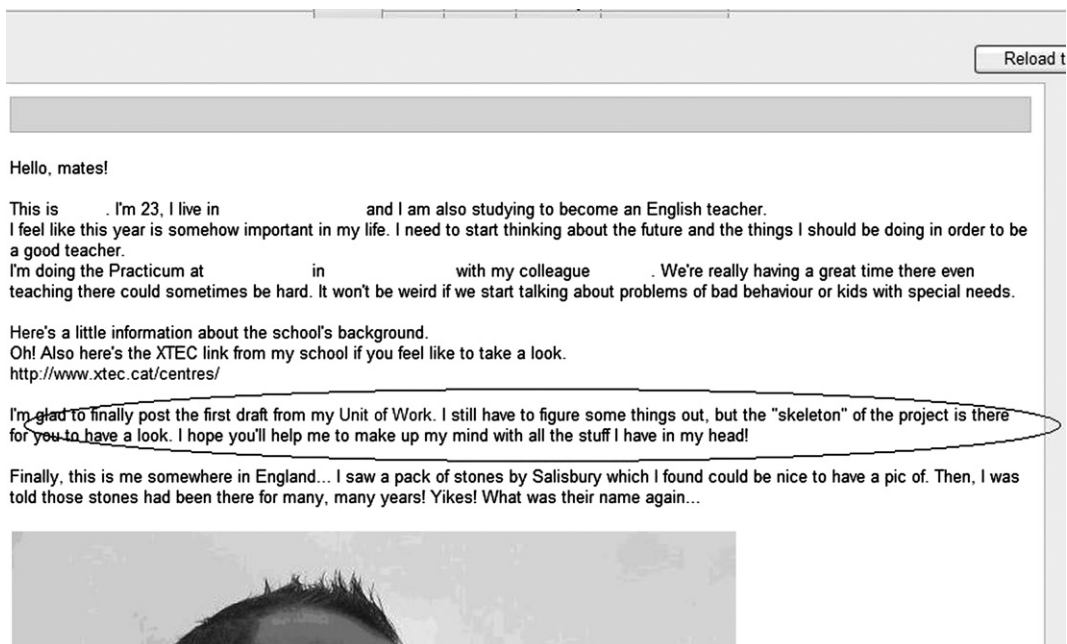 Reload t
Hello, mates!
This is . I'm 23, I live in and I am also studying to become an English teacher.
I feel like this year is somehow important in my life. I need to start thinking about the future and the things I should be doing in order to be
a good teacher.
I'm doing the Practicum at in with my colleague . We're really having a great time there even
teaching there could sometimes be hard. It won't be weird if we start talking about problems of bad behaviour or kids with special needs.
Here's a little information about the school's background.
Oh! Also here's the XTEC link from my school if you feel like to take a look.
http://www.xtec.cat/centres/
I'm glad to finally post the first draft from my Unit of Work. I still have to figure some things out, but the "skeleton" of the project is there
for you to have a look. I hope you'll help me to make up my mind with all the stuff I have in my head!
Finally, this is me somewhere in England... I saw a pack of stones by Salisbury which I found could be nice to have a pic of. Then, I was
told those stones had been there for many, many years! Yikes! What was their name again...